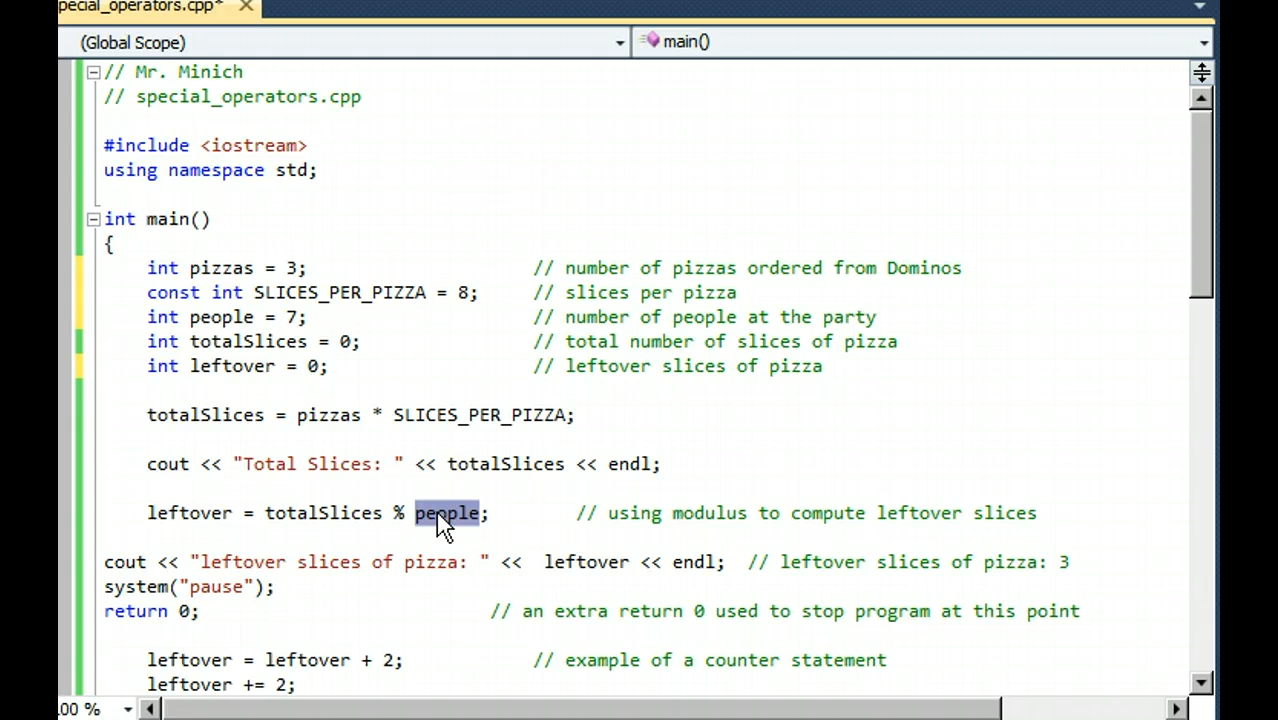 pecial_operators.cpp*
(Global Scope) main()
// Mr. Minich
// special_operators.cpp
#include <iostream>
using namespace std;
int main()
{
int pizzas = 3; // number of pizzas ordered from Dominos
const int SLICES_PER_PIZZA = 8; // slices per pizza
int people = 7; // number of people at the party
int totalSlices = 0; // total number of slices of pizza
int leftover = 0; // leftover slices of pizza
totalSlices = pizzas * SLICES_PER_PIZZA;
cout << "Total Slices: " << totalSlices << endl;
leftover = totalSlices % people; // using modulus to compute leftover slices
cout << "leftover slices of pizza: " << leftover << endl; // leftover slices of pizza: 3
system("pause");
return 0; // an extra return 0 used to stop program at this point
leftover = leftover + 2; // example of a counter statement
leftover += 2;
00 %